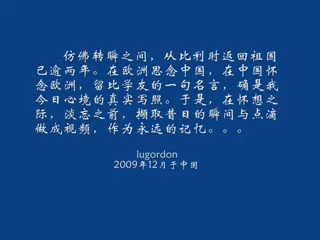 仿佛转瞬之间，从比利时返回祖国
已逾两年。在欧洲思念中国，在中国怀
念欧洲，留比学友的一句名言，确是我
今日心境的真实写照。于是，在怀想之
际，淡忘之前，撷取昔日的瞬间与点滴
做成视频，作为永远的记忆。。。
lugordon
2009年12月于中国